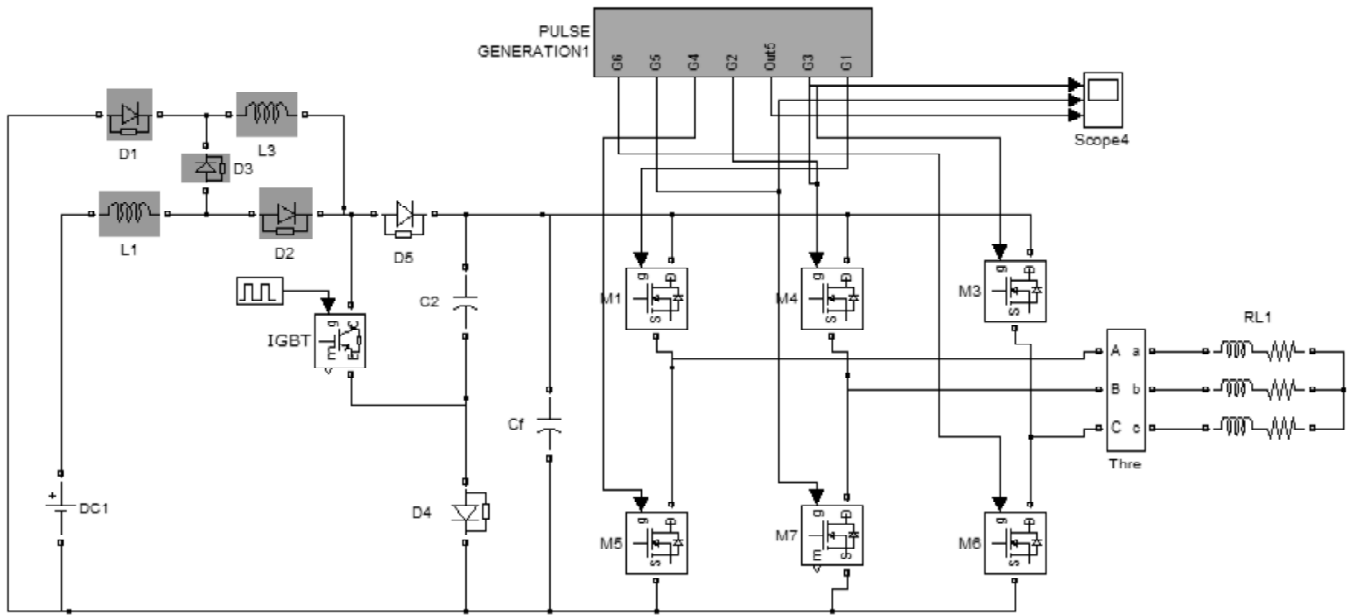 PULSE
GENERATION1
G6
G5
G4
G2
Out5
G3
G1
Scope4
D1
L3
D3
L1
D2
D5
C2
IGBT
g
C
m
E
Cf
DC1
+
D4
M1
g
D
S
M4
g
D
S
M3
g
D
S
M5
g
D
S
M7
g
D
m
S
M6
g
D
S
A a
B b
C c
Thre
RL1